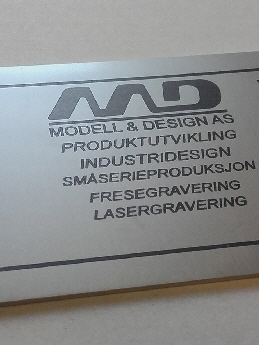 MD
MODELL & DESIGN AS
PRODUKTUTVIKLING
INDUSTRIDESIGN
SMÅSERIEPRODUKSJON
FRESEGRAVERING
LASERGRAVERING